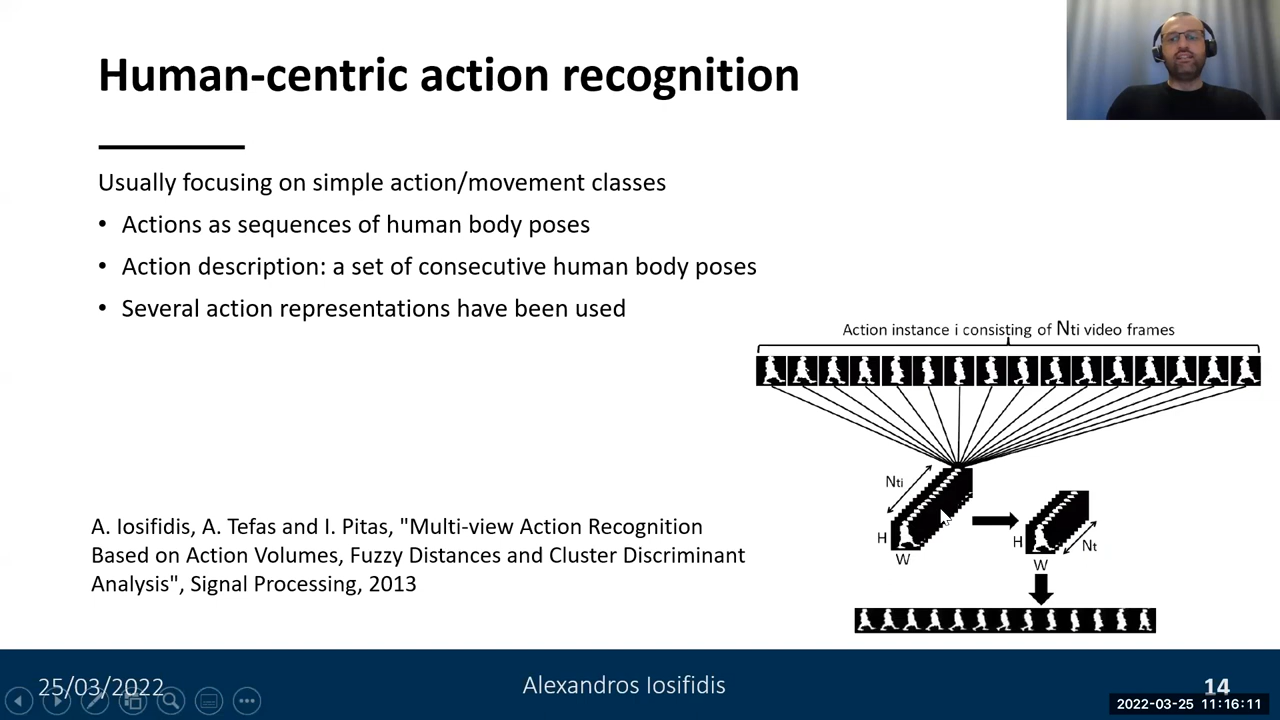 Human-centric action recognition
Usually focusing on simple action/movement classes
• Actions as sequences of human body poses
• Action description: a set of consecutive human body poses
• Several action representations have been used
Action instance i consisting of Nti video frames
Nti
H
W
H
W
Nt
A. Iosifidis, A. Tefas and I. Pitas, "Multi-view Action Recognition
Based on Action Volumes, Fuzzy Distances and Cluster Discriminant
Analysis", Signal Processing, 2013
25/03/2022
Alexandros Iosifidis
14
2022-03-25 11:16:11